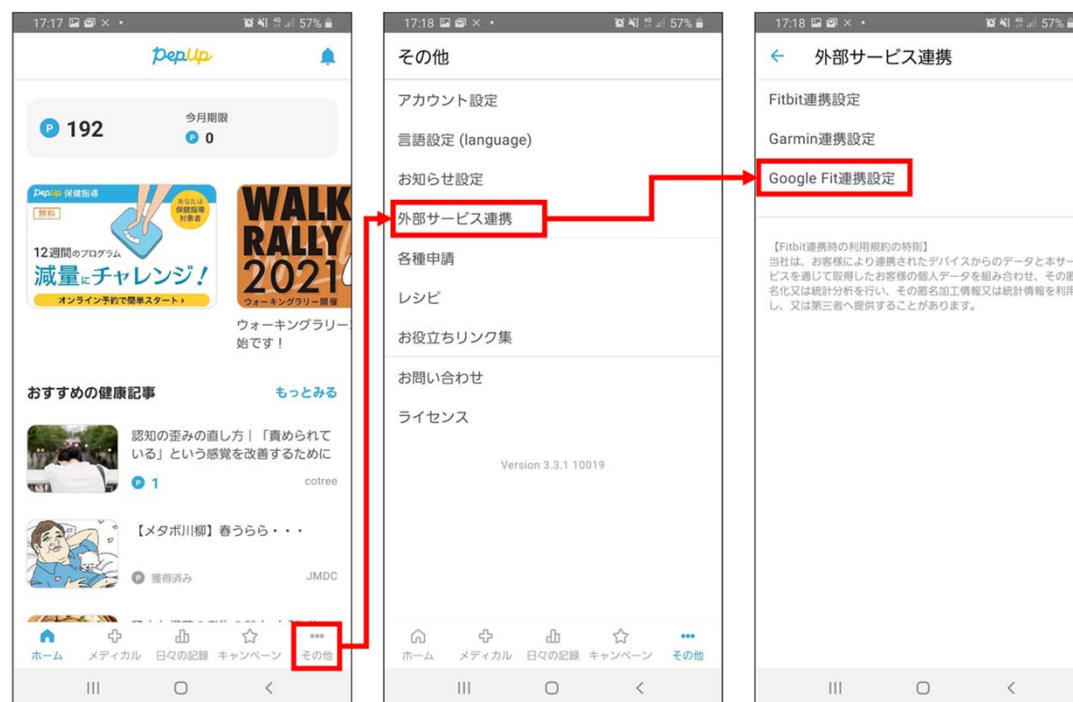 17:17
57%
PepUp
192
今月期限
0
PepUp 保健指導
無料
あなたは
保健指導
対象者
12週間のプログラム
減量にチャレンジ！
オンライン予約で簡単スタート
WALK
RALLY
2021
ウォーキングラリー開催
ウォーキングラリー
始です！
おすすめの健康記事
もっとみる
認知の歪みの直し方｜「責められて
いる」という感覚を改善するために
P 1
cotree
【メタボ川柳】春うらら・・・
P 獲得済み
JMDC
ホーム
メディカル
日々の記録
キャンペーン
その他
17:18
57%
その他
アカウント設定
言語設定 (language)
お知らせ設定
外部サービス連携
各種申請
レシピ
お役立ちリンク集
お問い合わせ
ライセンス
Version 3.3.1 10019
ホーム
メディカル
日々の記録
キャンペーン
その他
17:18
57%
外部サービス連携
Fitbit連携設定
Garmin連携設定
Google Fit連携設定
【Fitbit連携時の利用規約の特則】
当社は、お客様により連携されたデバイスからのデータと本サー
ビスを通じて取得したお客様の個人データを組み合わせ、その匿
名化又は統計分析を行い、その匿名加工情報又は統計情報を利用
し、又は第三者へ提供することがあります。